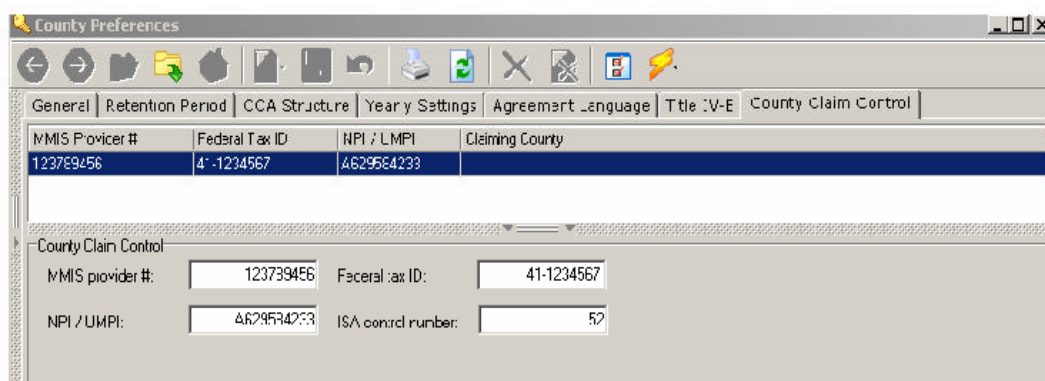 County Preferences
General Retention Period CCA Structure Yearly Settings Agreement Language Title IV-E County Claim Control
MMIS Provider # Federal Tax ID NPI / UMPI Claiming County
123789456 41-1234567 A629584233
County Claim Control
MMIS provider #: 123789456 Federal tax ID: 41-1234567
NPI / UMPI: A629584233 ISA control number: 52